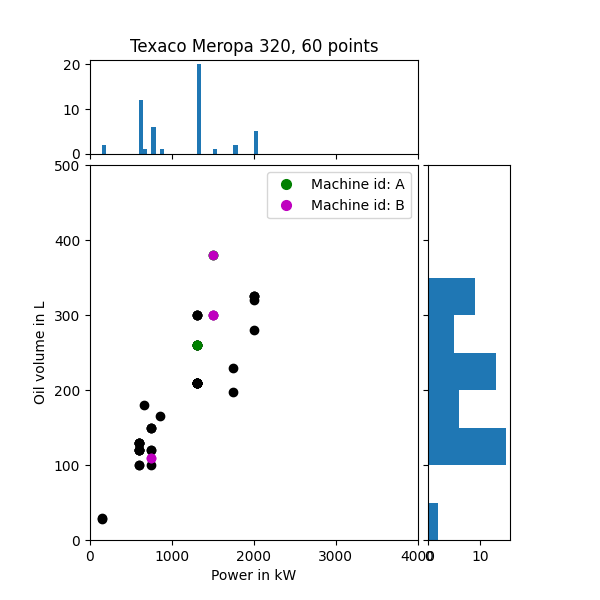 Texaco Meropa 320, 60 points
20
10
0
500
400
300
200
100
0
Oil volume in L
Machine id: A
Machine id: B
0 1000 2000 3000 4000
Power in kW
0 10